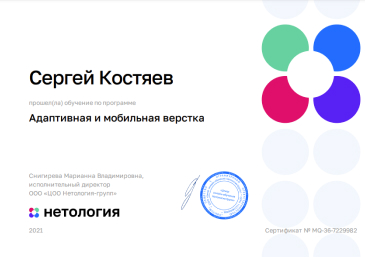 Сергей Костяев
прошел(ла) обучение по программе
Адаптивная и мобильная верстка
Снигирева Марианна Владимировна,
исполнительный директор
ООО «ЦОО Нетология-групп»
нетология
2021
Сертификат № MQ-36-7229982